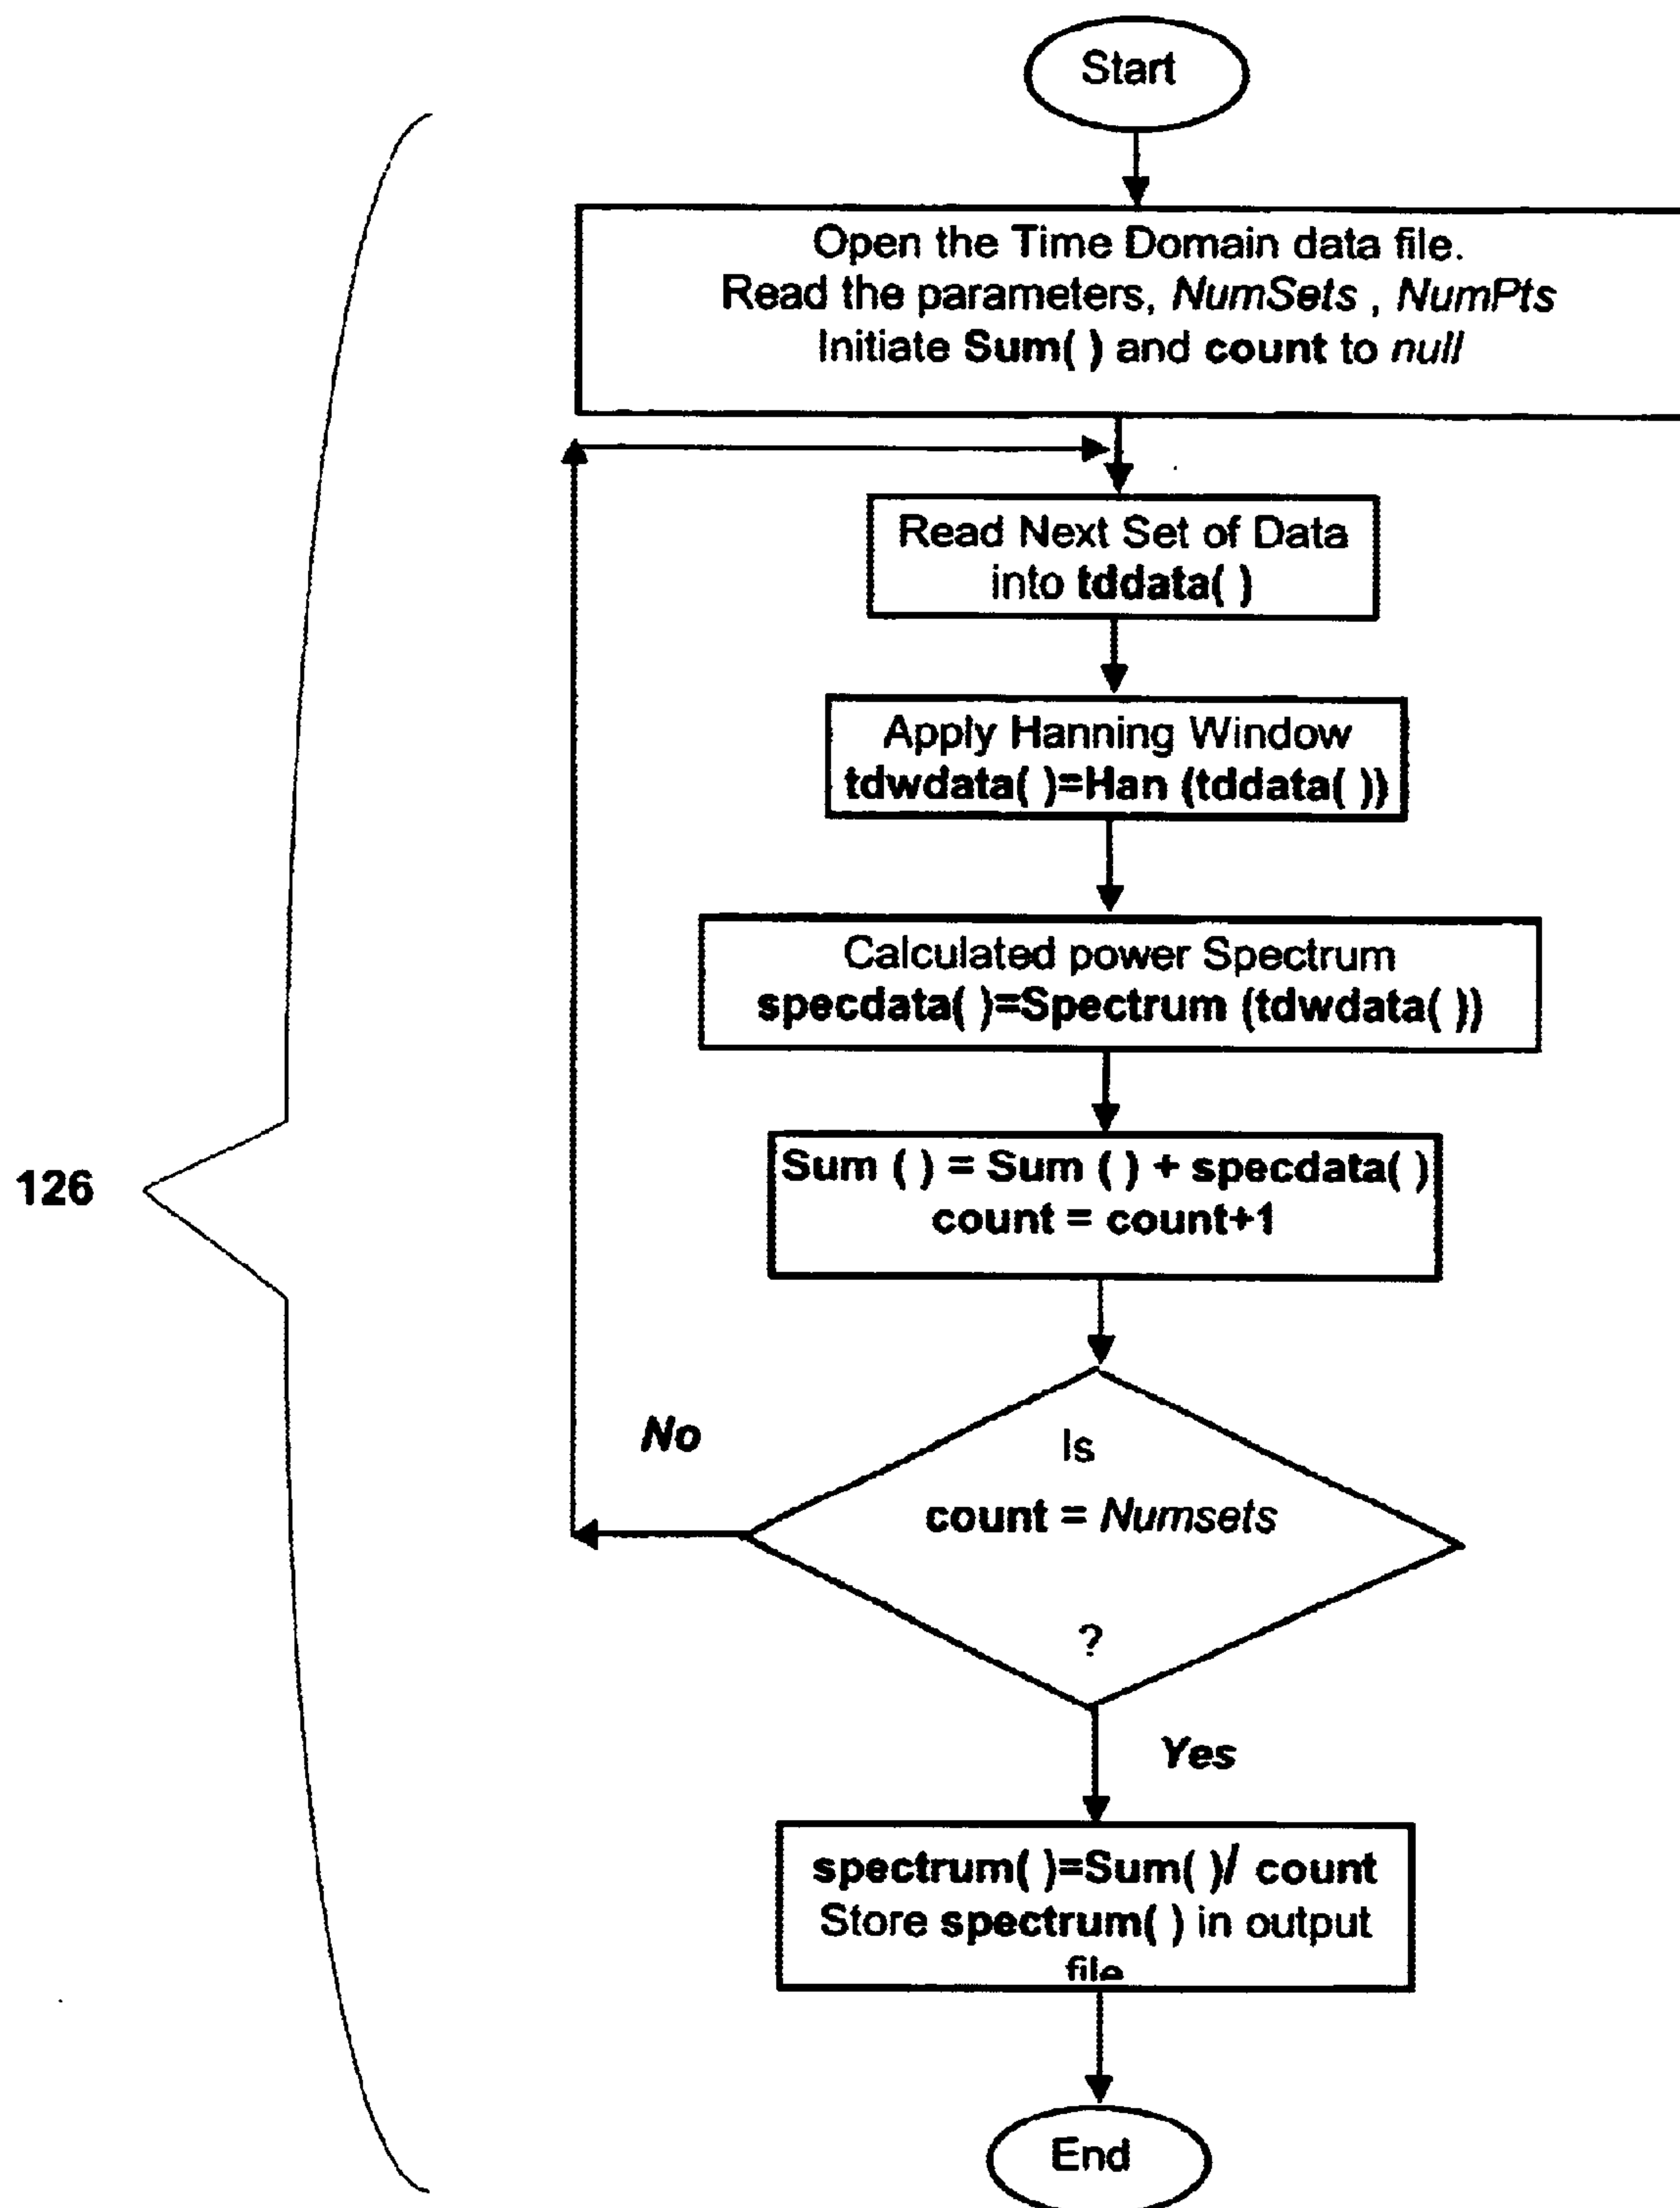 Start
Open the Time Domain data file.
Read the parameters, NumSets , NumPts
Initiate Sum( ) and count to null
Read Next Set of Data
into tddata( )
Apply Hanning Window
tdwdata( )=Han (tddata( ))
Calculated power Spectrum
specdata( )=Spectrum (tdwdata( ))
Sum ( ) = Sum ( ) + specdata( )
count = count+1
126
No
Is
count = Numsets
?
Yes
spectrum( )=Sum( )/ count
Store spectrum( ) in output
file
End